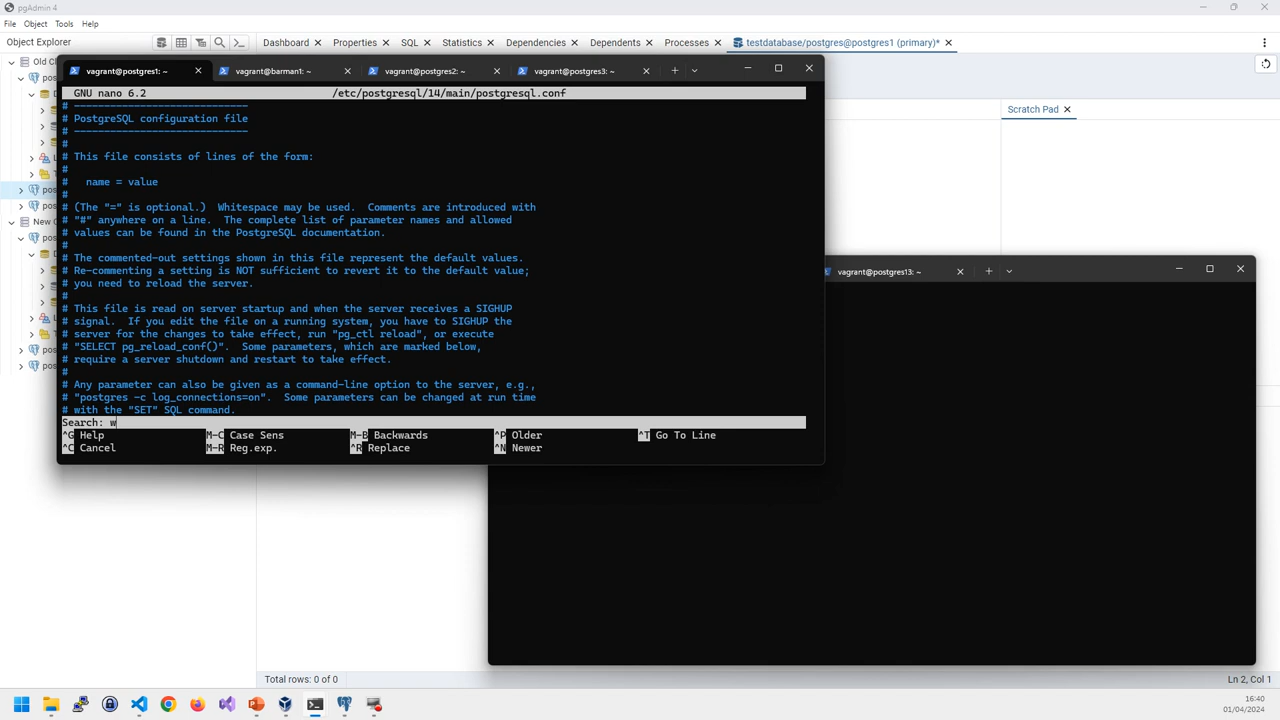 pgAdmin 4
File Object Tools Help
Object Explorer
Dashboard Properties SQL Statistics Dependencies Dependents Processes testdatabase/postgres@postgres1 (primary)*
Old Cl
New C
Scratch Pad
vagrant@postgres1: ~ vagrant@barman1: ~ vagrant@postgres2: ~ vagrant@postgres3: ~
GNU nano 6.2 /etc/postgresql/14/main/postgresql.conf
# -----------------------------
# PostgreSQL configuration file
# -----------------------------
#
# This file consists of lines of the form:
#
#   name = value
#
# (The "=" is optional.)  Whitespace may be used.  Comments are introduced with
# "#" anywhere on a line.  The complete list of parameter names and allowed
# values can be found in the PostgreSQL documentation.
#
# The commented-out settings shown in this file represent the default values.
# Re-commenting a setting is NOT sufficient to revert it to the default value;
# you need to reload the server.
#
# This file is read on server startup and when the server receives a SIGHUP
# signal.  If you edit the file on a running system, you have to SIGHUP the
# server for the changes to take effect, run "pg_ctl reload", or execute
# "SELECT pg_reload_conf()".  Some parameters, which are marked below,
# require a server shutdown and restart to take effect.
#
# Any parameter can also be given as a command-line option to the server, e.g.,
# "postgres -c log_connections=on".  Some parameters can be changed at run time
# with the "SET" SQL command.
Search: w
^G Help M-C Case Sens M-B Backwards ^P Older ^T Go To Line
^C Cancel M-R Reg.exp. ^R Replace ^N Newer
vagrant@postgres13: ~
Total rows: 0 of 0
Ln 2, Col 1
16:40
01/04/2024